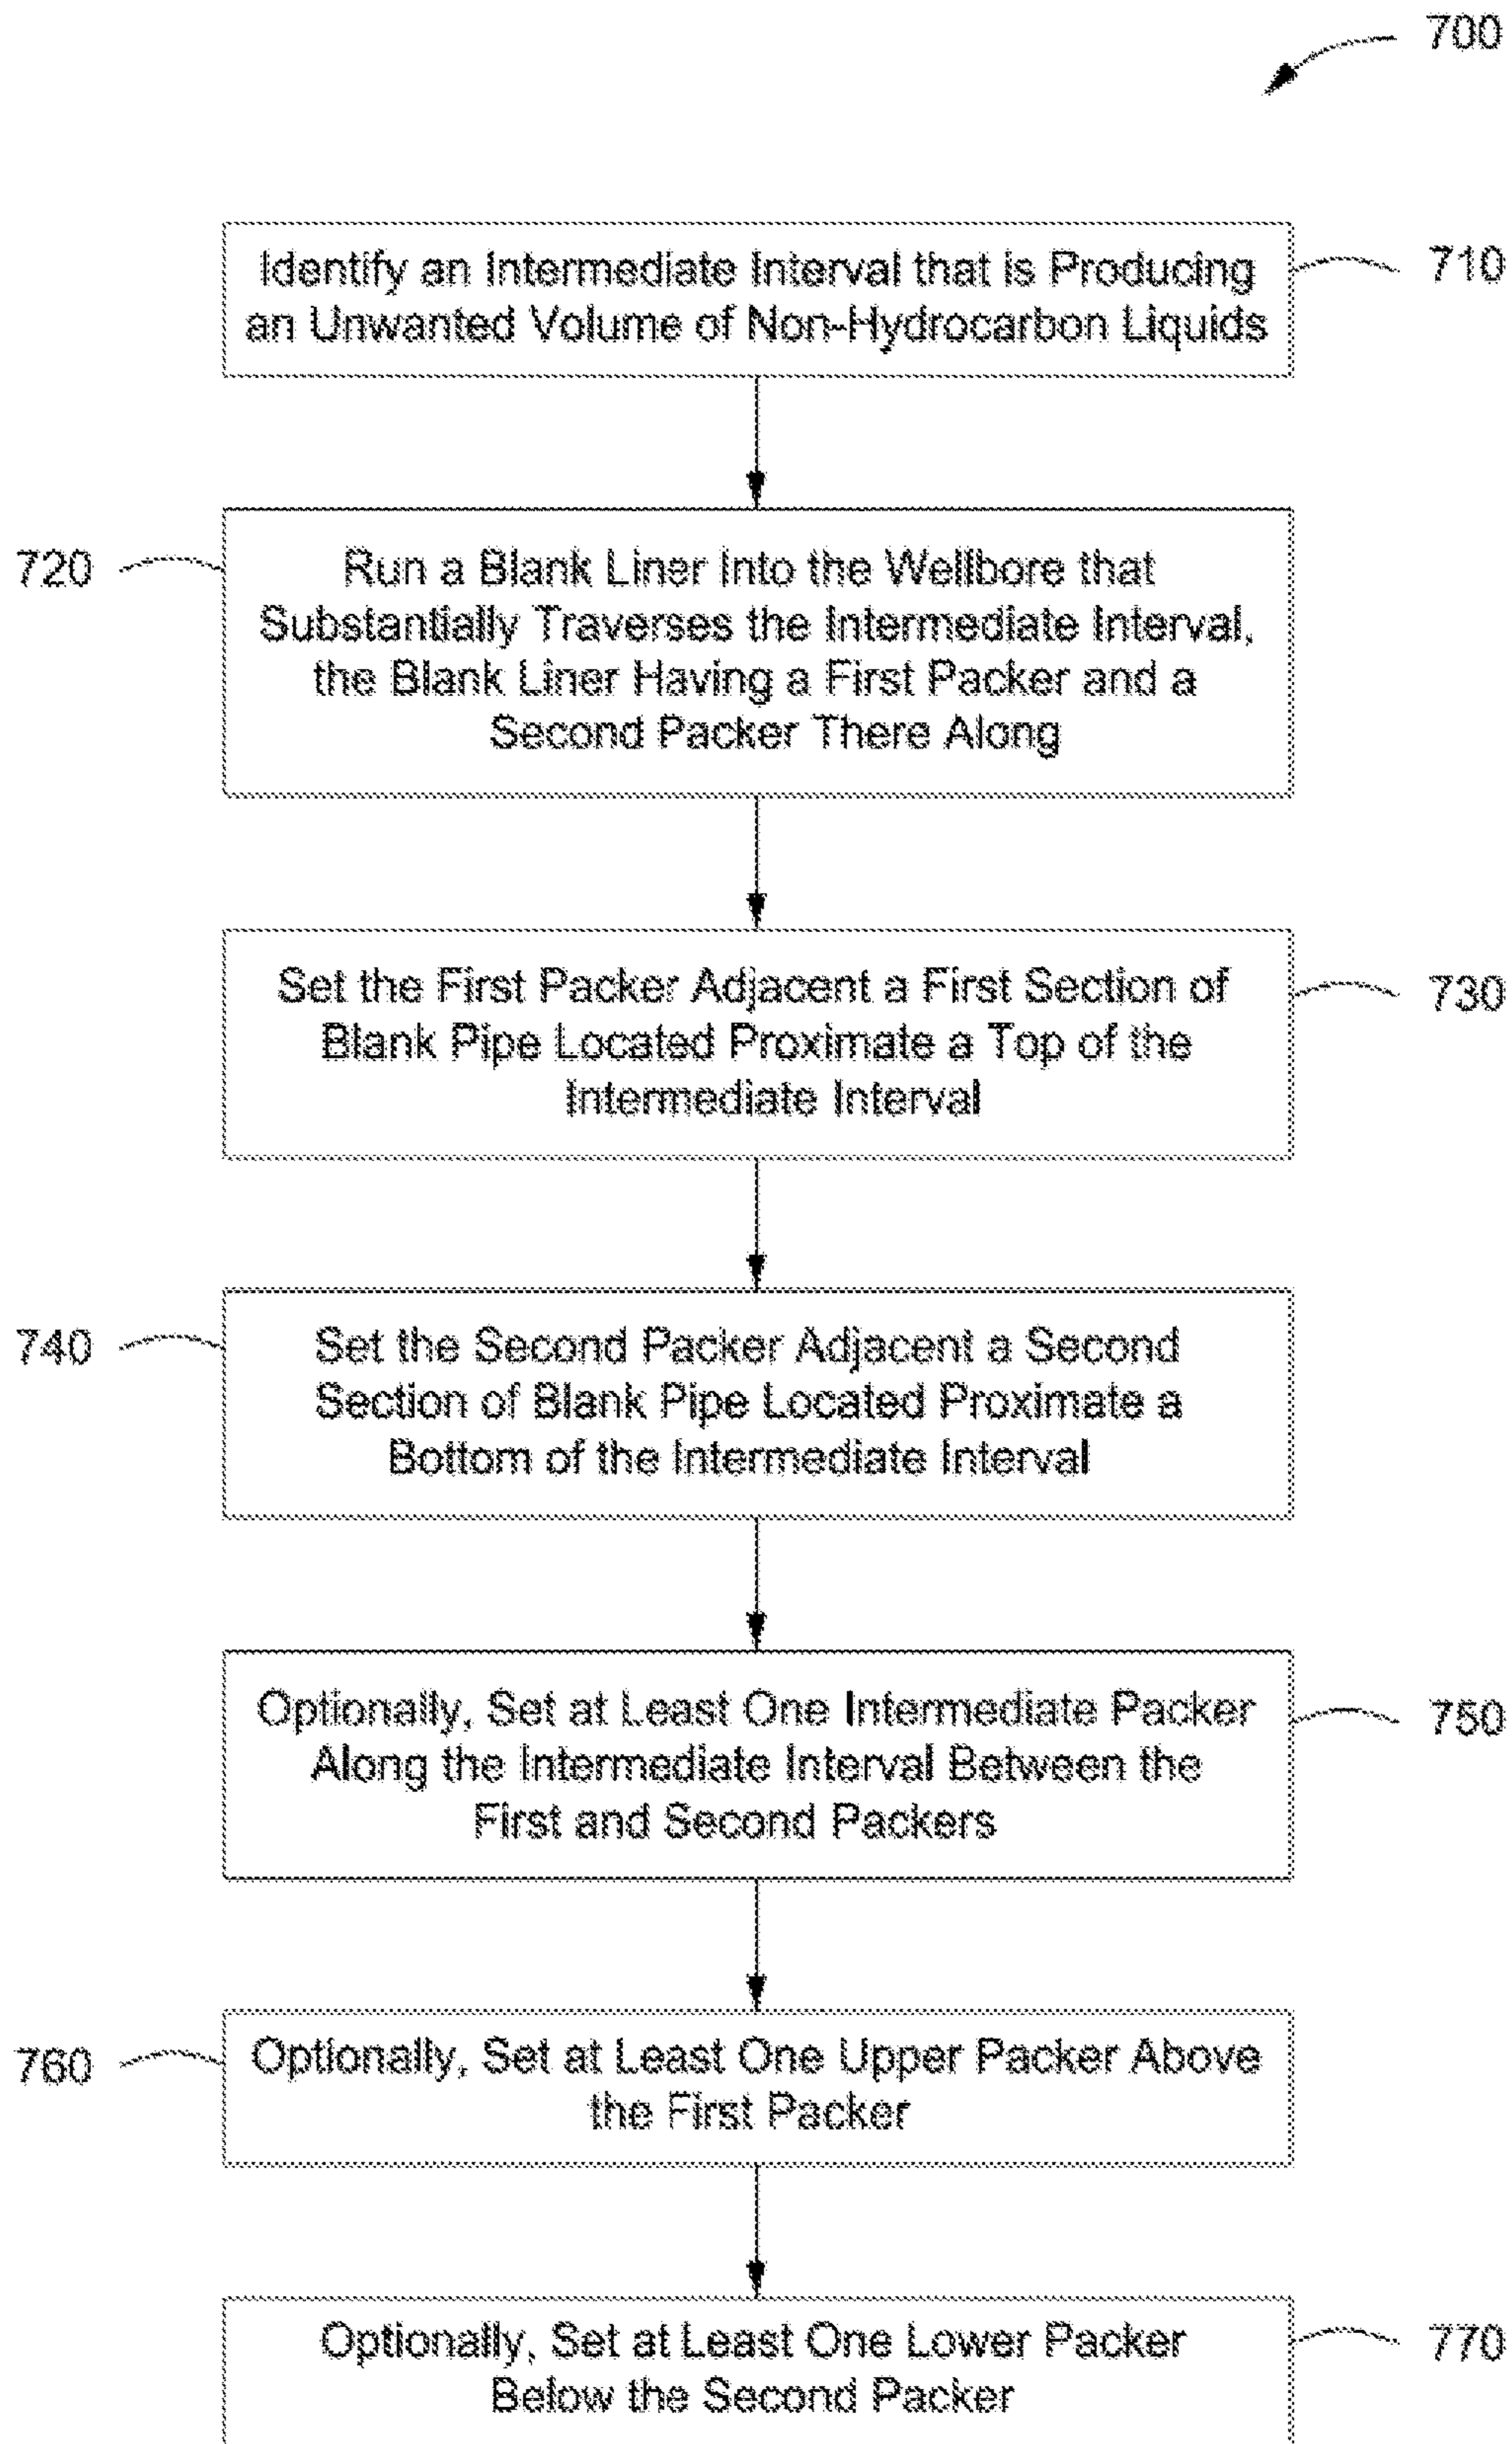 700
Identify an Intermediate Interval that is Producing
an Unwanted Volume of Non-Hydrocarbon Liquids
710
720
Run a Blank Liner Into the Wellbore that
Substantially Traverses the Intermediate Interval,
the Blank Liner Having a First Packer and a
Second Packer There Along
Set the First Packer Adjacent a First Section of
Blank Pipe Located Proximate a Top of the
Intermediate Interval
730
740
Set the Second Packer Adjacent a Second
Section of Blank Pipe Located Proximate a
Bottom of the Intermediate Interval
Optionally, Set at Least One Intermediate Packer
Along the Intermediate Interval Between the
First and Second Packers
750
760
Optionally, Set at Least One Upper Packer Above
the First Packer
Optionally, Set at Least One Lower Packer
Below the Second Packer
770